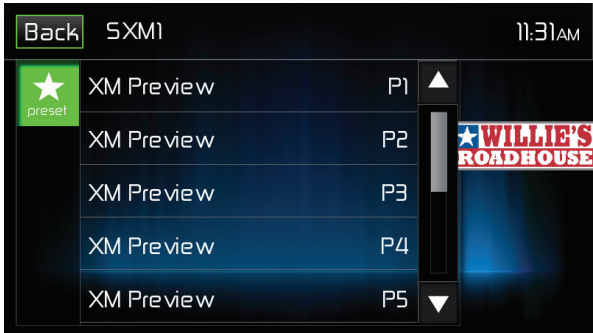 Back SXM1 11:31AM
preset
XM Preview P1
XM Preview P2
XM Preview P3
XM Preview P4
XM Preview P5
WILLIE'S
ROADHOUSE